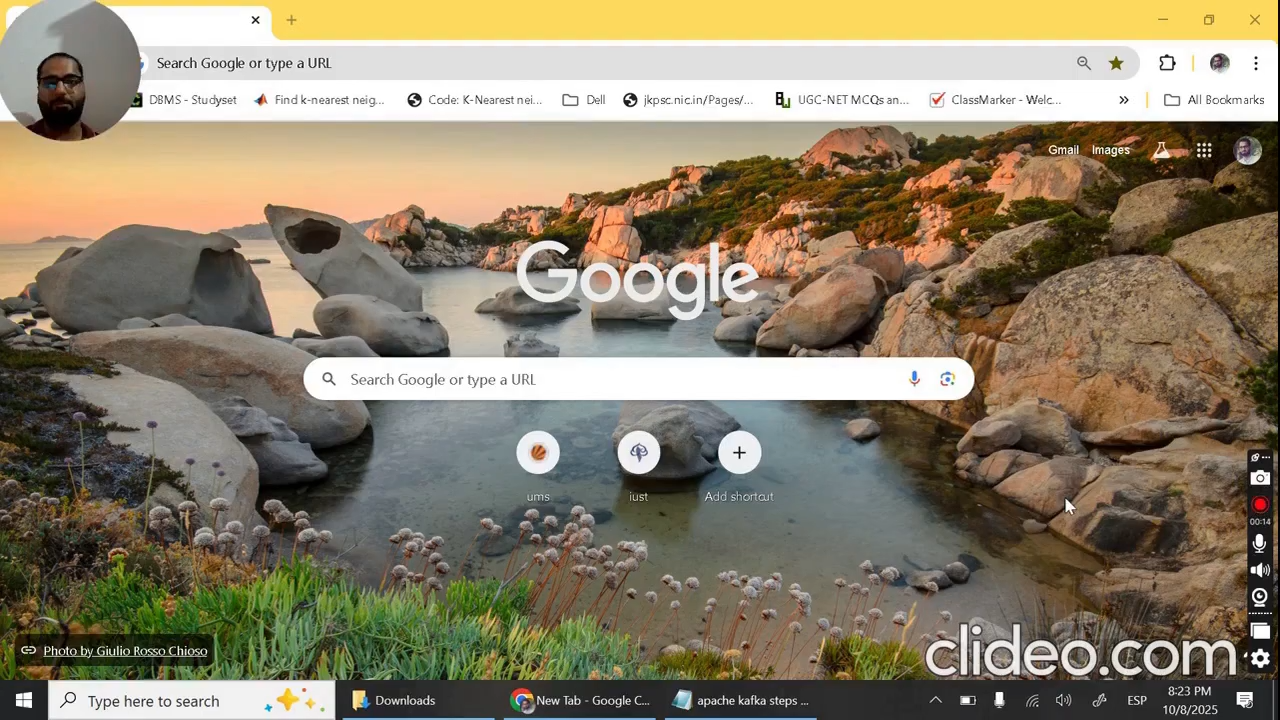 Search Google or type a URL
DBMS - Studyset
Find k-nearest neig...
Code: K-Nearest nei...
Dell
jkpsc.nic.in/Pages/...
UGC-NET MCQs an...
ClassMarker - Welc...
»
All Bookmarks
Gmail
Images
Google
Search Google or type a URL
ums
iust
Add shortcut
00:14
Photo by Giulio Rosso Chioso
clideo.com
Type here to search
Downloads
New Tab - Google C...
apache kafka steps ...
ESP
8:23 PM
10/8/2025